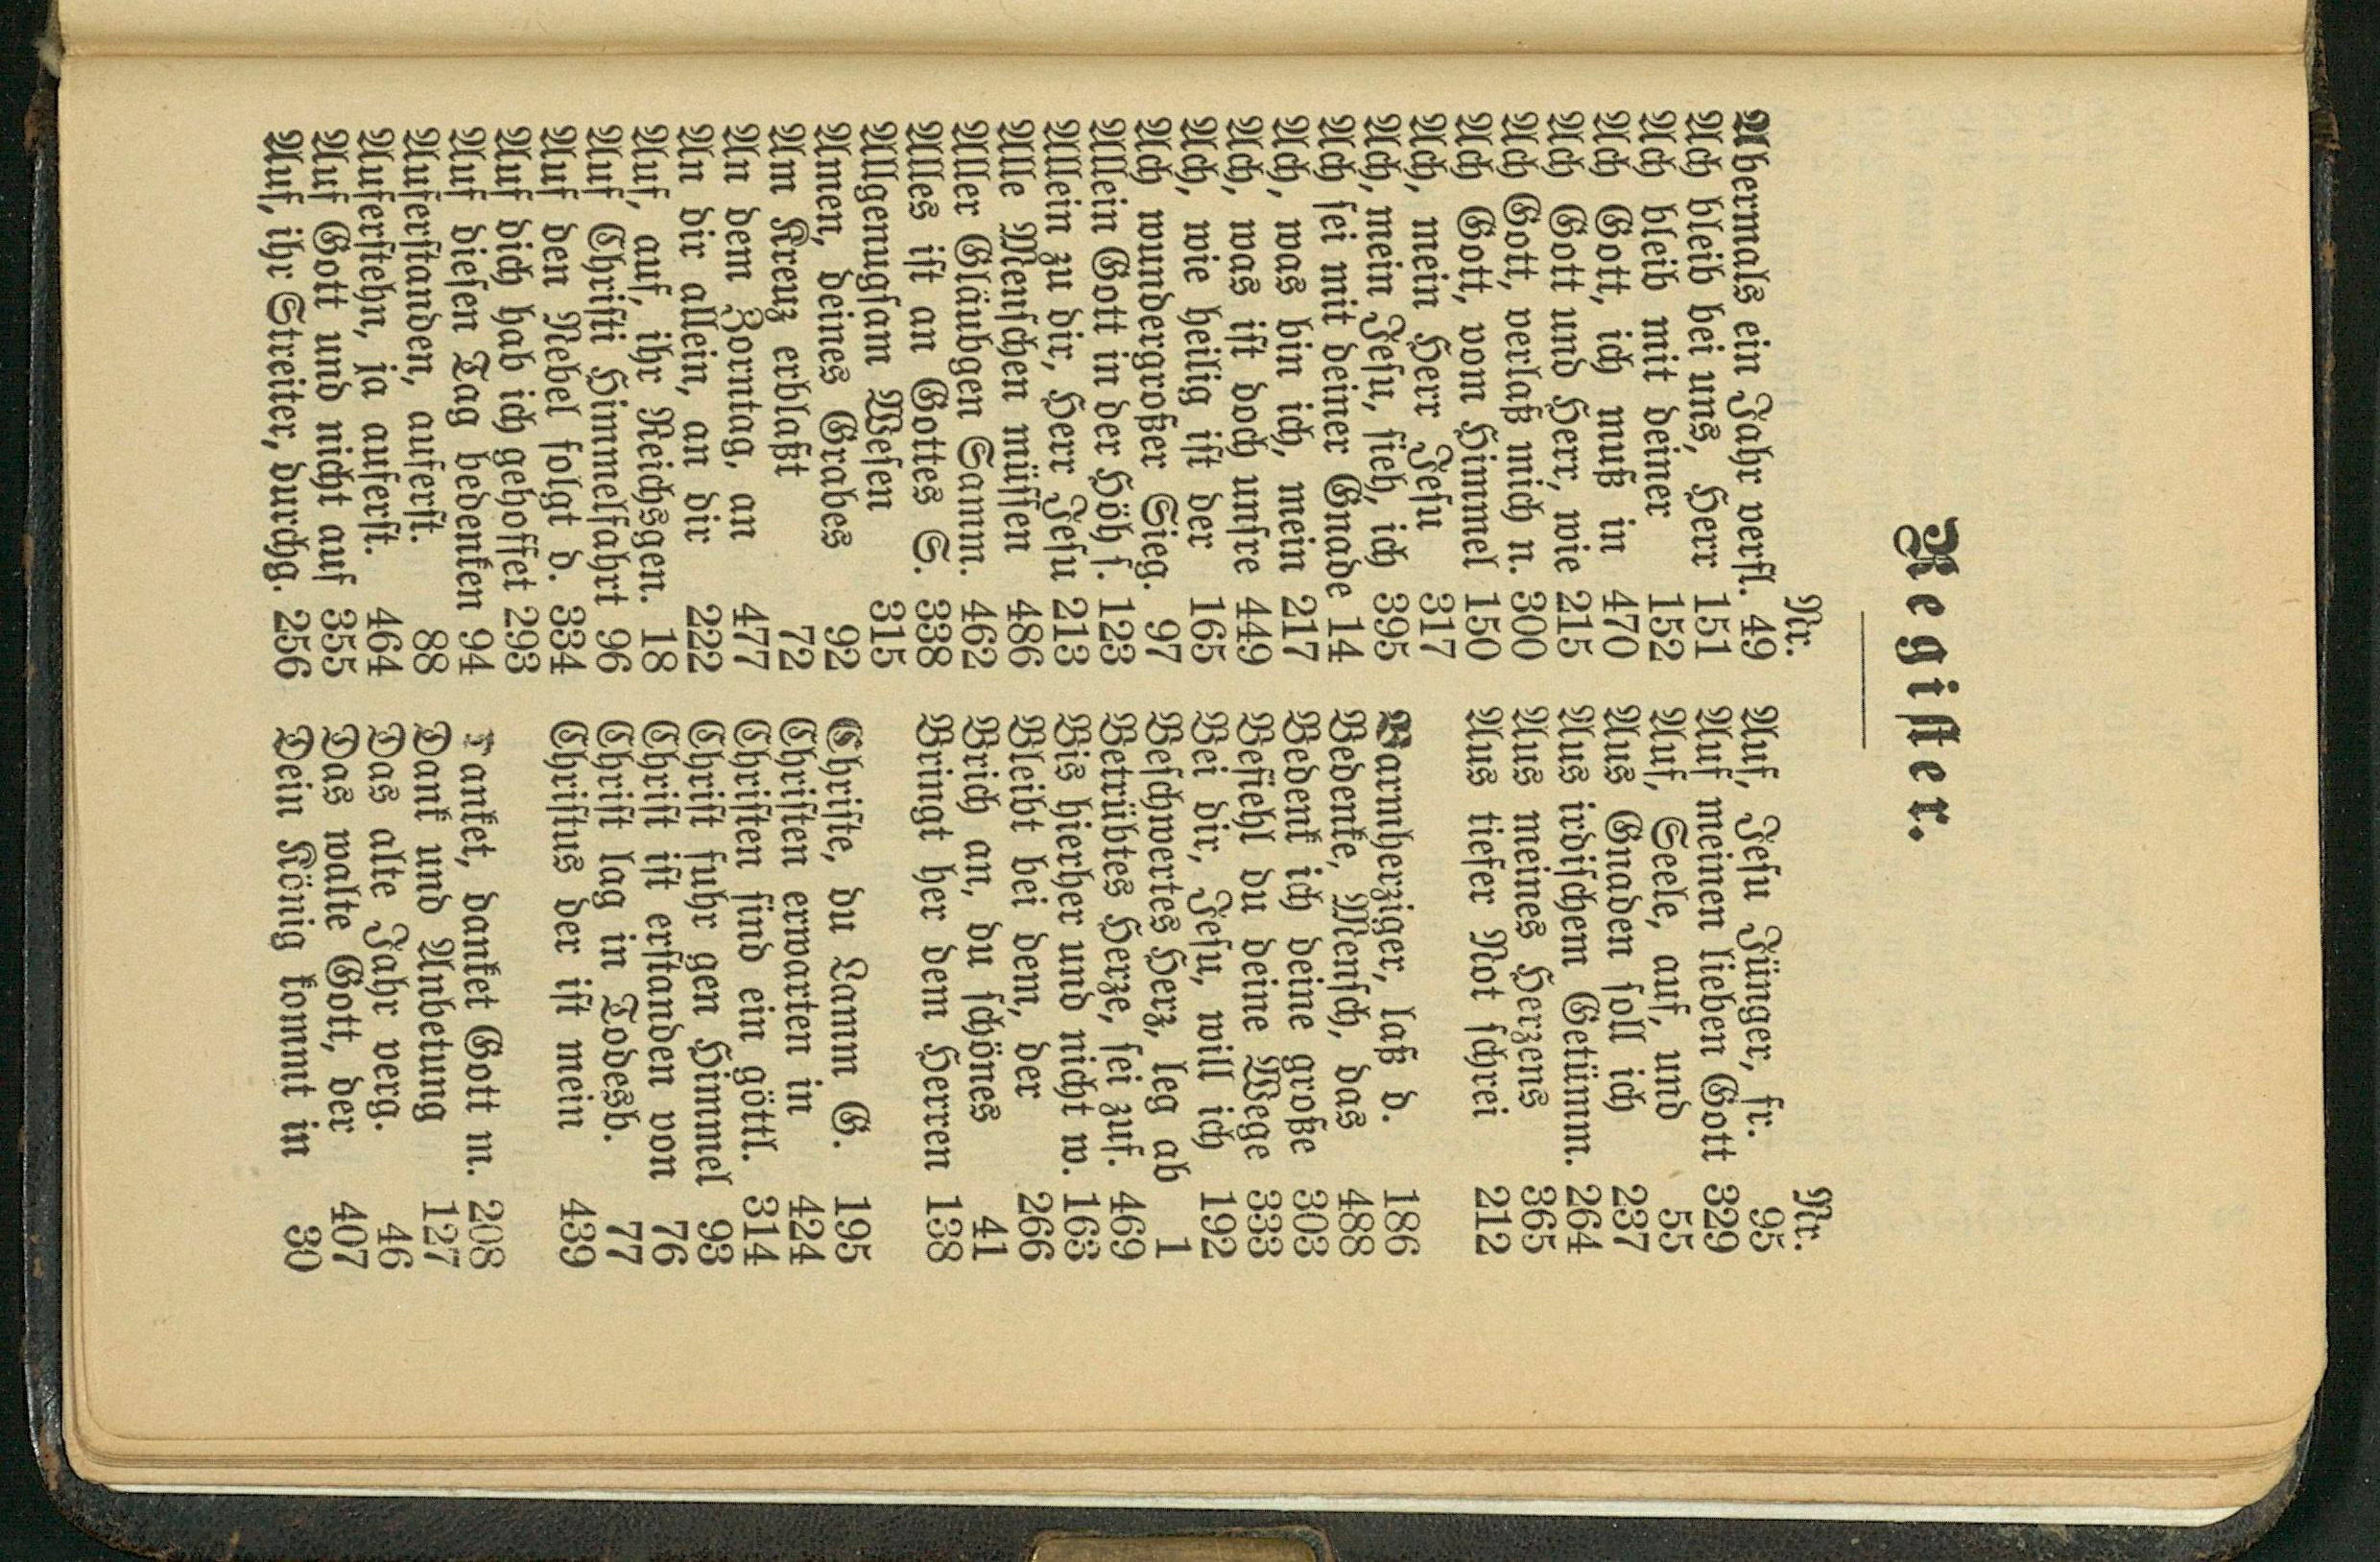 Register.
Nr.
Abermals ein Jahr verfl. 49
Ach bleib bei uns, Herr 151
Ach bleib mit deiner 152
Ach Gott, ich muß in 470
Ach Gott und Herr, wie 215
Ach Gott, verlaß mich n. 300
Ach Gott, vom Himmel 150
Ach, mein Herr Jesu 317
Ach, mein Jesu, sieh, ich 395
Ach sei mit deiner Gnade 14
Ach, was bin ich, mein 217
Ach, was ist doch unsre 449
Ach, wie heilig ist der 165
Ach wundergroßer Sieg. 97
Allein Gott in der Höh s. 123
Allein zu dir, Herr Jesu 213
Alle Menschen müssen 486
Aller Gläubgen Samm. 462
Alles ist an Gottes S. 338
Allgenugsam Wesen 315
Amen, deines Grabes 92
Am Kreuz erblaßt 72
An dem Zorntag, an 477
An dir allein, an dir 222
Auf, auf, ihr Reichsgen. 18
Auf Christi Himmelfahrt 96
Auf den Nebel folgt d. 334
Auf dich hab ich gehoffet 293
Auf diesen Tag bedenken 94
Auferstanden, auferst. 88
Auferstehn, ja auferst. 464
Auf Gott und nicht auf 355
Auf, ihr Streiter, durchg. 256
Nr.
Auf, Jesu Jünger, fr. 95
Auf meinen lieben Gott 329
Auf, Seele, auf, und 55
Aus Gnaden soll ich 237
Aus irdischem Getümm. 264
Aus meines Herzens 365
Aus tiefer Not schrei 212
Barmherziger, laß d. 186
Bedenke, Mensch, das 488
Bedenk ich deine große 303
Befiehl du deine Wege 333
Bei dir, Jesu, will ich 192
Beschwertes Herz, leg ab 1
Betrübtes Herze, sei zuf. 469
Bis hierher und nicht w. 163
Bleibt bei dem, der 266
Brich an, du schönes 41
Bringt her dem Herren 138
Christe, du Lamm G. 195
Christen erwarten in 424
Christen sind ein göttl. 314
Christ fuhr gen Himmel 93
Christ ist erstanden von 76
Christ lag in Todesb. 77
Christus der ist mein 439
Danket, danket Gott m. 208
Dank und Anbetung 127
Das alte Jahr verg. 46
Das walte Gott, der 407
Dein König kommt in 30